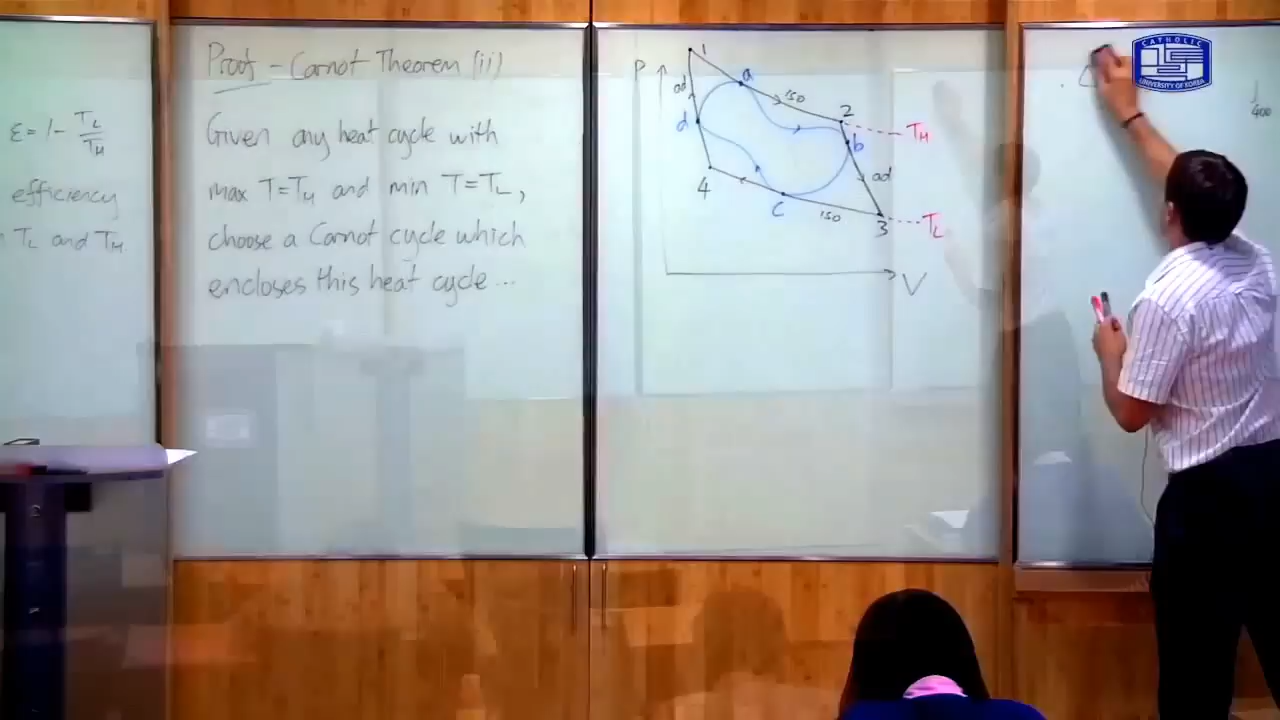 ε = 1 - T_L/T_H
efficiency
T_L and T_H
Proof - Carnot Theorem (ii)
Given any heat cycle with
max T=T_H and min T=T_L,
choose a Carnot cycle which
encloses this heat cycle ...
P
1
a
iso
ad
d
2
T_H
b
ad
4
c
iso
3
T_L
V
CATHOLIC
UNIVERSITY OF KOREA
400